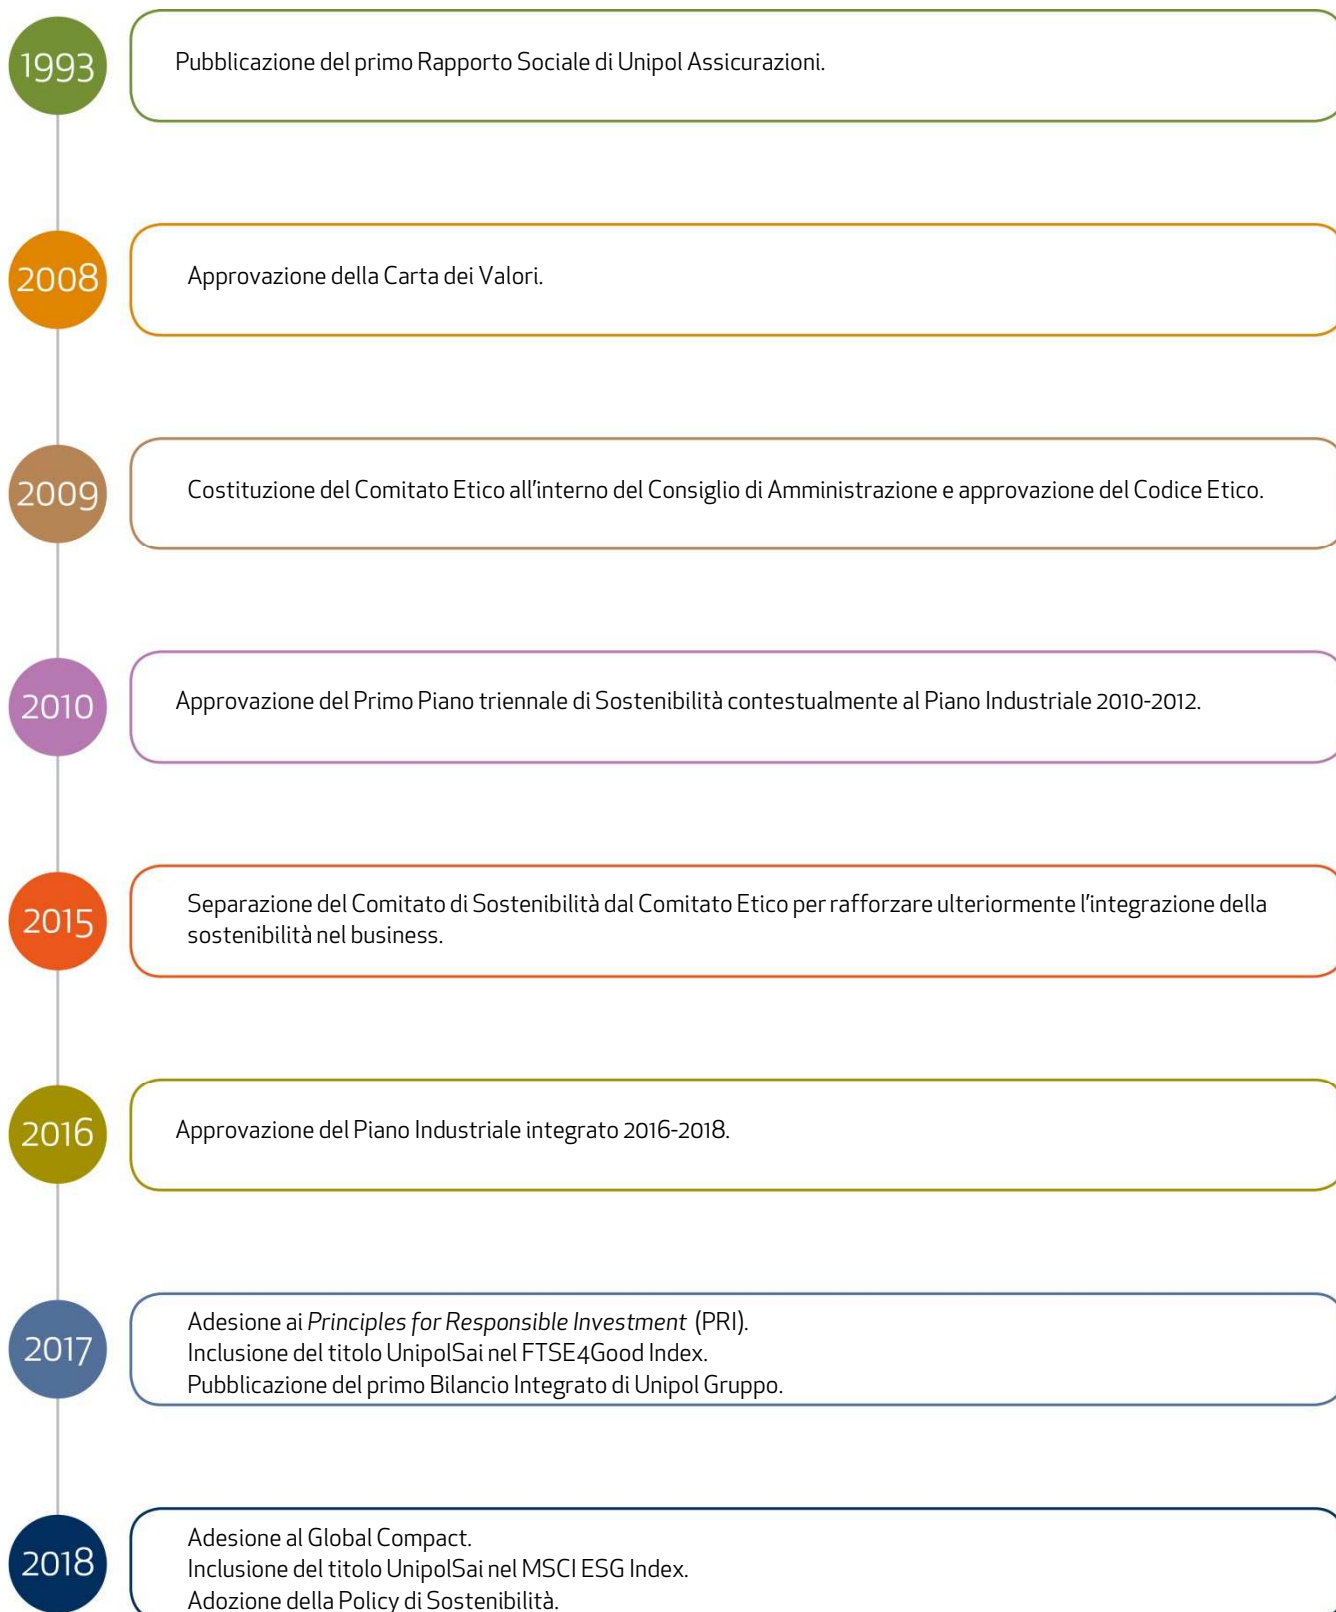 1993
Pubblicazione del primo Rapporto Sociale di Unipol Assicurazioni.
2008
Approvazione della Carta dei Valori.
2009
Costituzione del Comitato Etico all'interno del Consiglio di Amministrazione e approvazione del Codice Etico.
2010
Approvazione del Primo Piano triennale di Sostenibilità contestualmente al Piano Industriale 2010-2012.
2015
Separazione del Comitato di Sostenibilità dal Comitato Etico per rafforzare ulteriormente l'integrazione della
sostenibilità nel business.
2016
Approvazione del Piano Industriale integrato 2016-2018.
2017
Adesione ai Principles for Responsible Investment (PRI).
Inclusione del titolo UnipolSai nel FTSE4Good Index.
Pubblicazione del primo Bilancio Integrato di Unipol Gruppo.
2018
Adesione al Global Compact.
Inclusione del titolo UnipolSai nel MSCI ESG Index.
Adozione della Policy di Sostenibilità.